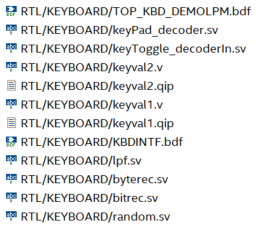 RTL/KEYBOARD/TOP_KBD_DEMOLPM.bdf
RTL/KEYBOARD/keyPad_decoder.sv
RTL/KEYBOARD/keyToggle_decoderIn.sv
RTL/KEYBOARD/keyval2.v
RTL/KEYBOARD/keyval2.qip
RTL/KEYBOARD/keyval1.v
RTL/KEYBOARD/keyval1.qip
RTL/KEYBOARD/KBDINTF.bdf
RTL/KEYBOARD/lpf.sv
RTL/KEYBOARD/byterec.sv
RTL/KEYBOARD/bitrec.sv
RTL/KEYBOARD/random.sv